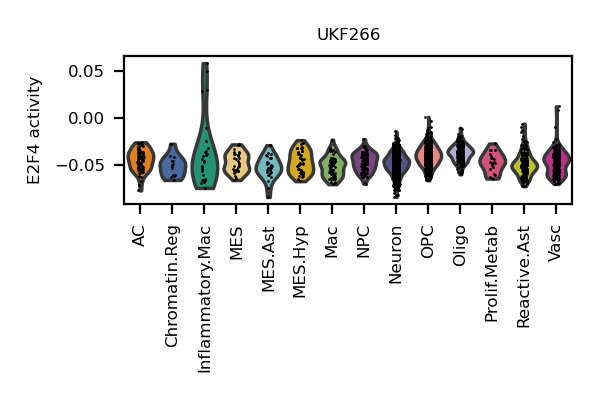 UKF266
E2F4 activity
0.05
0.00
−0.05
AC
Chromatin.Reg
Inflammatory.Mac
MES
MES.Ast
MES.Hyp
Mac
NPC
Neuron
OPC
Oligo
Prolif.Metab
Reactive.Ast
Vasc